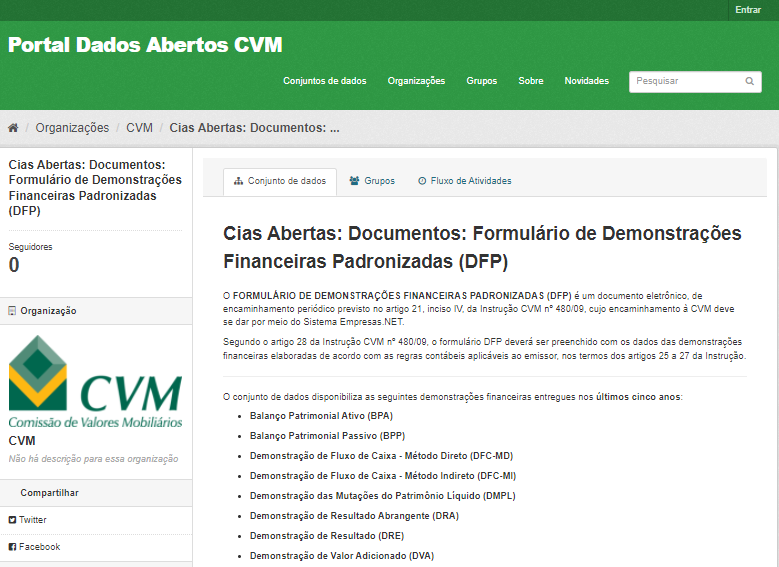 Entrar
Portal Dados Abertos CVM
Conjuntos de dados Organizações Grupos Sobre Novidades Pesquisar
/ Organizações / CVM / Cias Abertas: Documentos: ...
Cias Abertas: Documentos:
Formulário de Demonstrações
Financeiras Padronizadas
(DFP)
Seguidores
0
Organização
CVM
Comissão de Valores Mobiliários
CVM
Não há descrição para essa organização
Compartilhar
Twitter
Facebook
Conjunto de dados Grupos Fluxo de Atividades
Cias Abertas: Documentos: Formulário de Demonstrações
Financeiras Padronizadas (DFP)
O FORMULÁRIO DE DEMONSTRAÇÕES FINANCEIRAS PADRONIZADAS (DFP) é um documento eletrônico, de
encaminhamento periódico previsto no artigo 21, inciso IV, da Instrução CVM nº 480/09, cujo encaminhamento à CVM deve
se dar por meio do Sistema Empresas.NET.
Segundo o artigo 28 da Instrução CVM nº 480/09, o formulário DFP deverá ser preenchido com os dados das demonstrações
financeiras elaboradas de acordo com as regras contábeis aplicáveis ao emissor, nos termos dos artigos 25 a 27 da Instrução.
O conjunto de dados disponibiliza as seguintes demonstrações financeiras entregues nos últimos cinco anos:
• Balanço Patrimonial Ativo (BPA)
• Balanço Patrimonial Passivo (BPP)
• Demonstração de Fluxo de Caixa - Método Direto (DFC-MD)
• Demonstração de Fluxo de Caixa - Método Indireto (DFC-MI)
• Demonstração das Mutações do Patrimônio Líquido (DMPL)
• Demonstração de Resultado Abrangente (DRA)
• Demonstração de Resultado (DRE)
• Demonstração de Valor Adicionado (DVA)